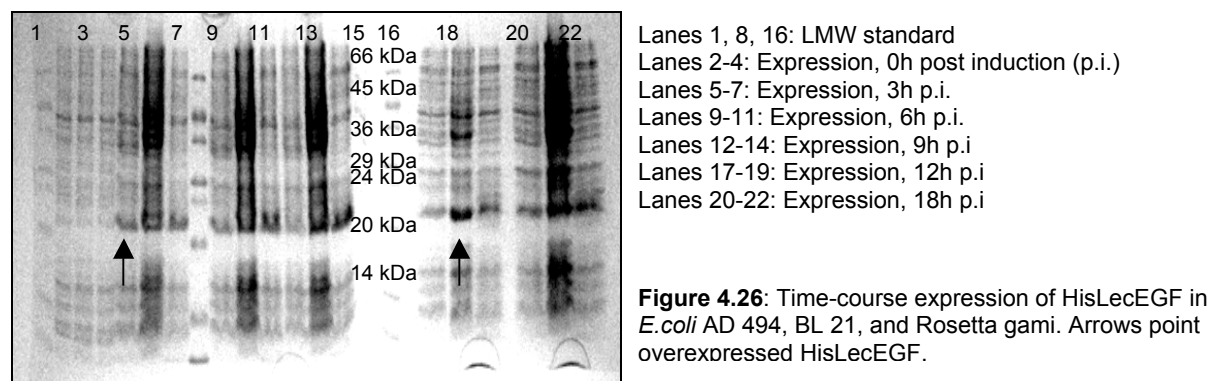 1 3 5 7 9 11 13 15 16 18 20 22
66 kDa
45 kDa
36 kDa
29 kDa
24 kDa
20 kDa
14 kDa
Lanes 1, 8, 16: LMW standard
Lanes 2-4: Expression, 0h post induction (p.i.)
Lanes 5-7: Expression, 3h p.i.
Lanes 9-11: Expression, 6h p.i.
Lanes 12-14: Expression, 9h p.i
Lanes 17-19: Expression, 12h p.i
Lanes 20-22: Expression, 18h p.i
Figure 4.26: Time-course expression of HisLecEGF in
E.coli AD 494, BL 21, and Rosetta gami. Arrows point
overexpressed HisLecEGF.